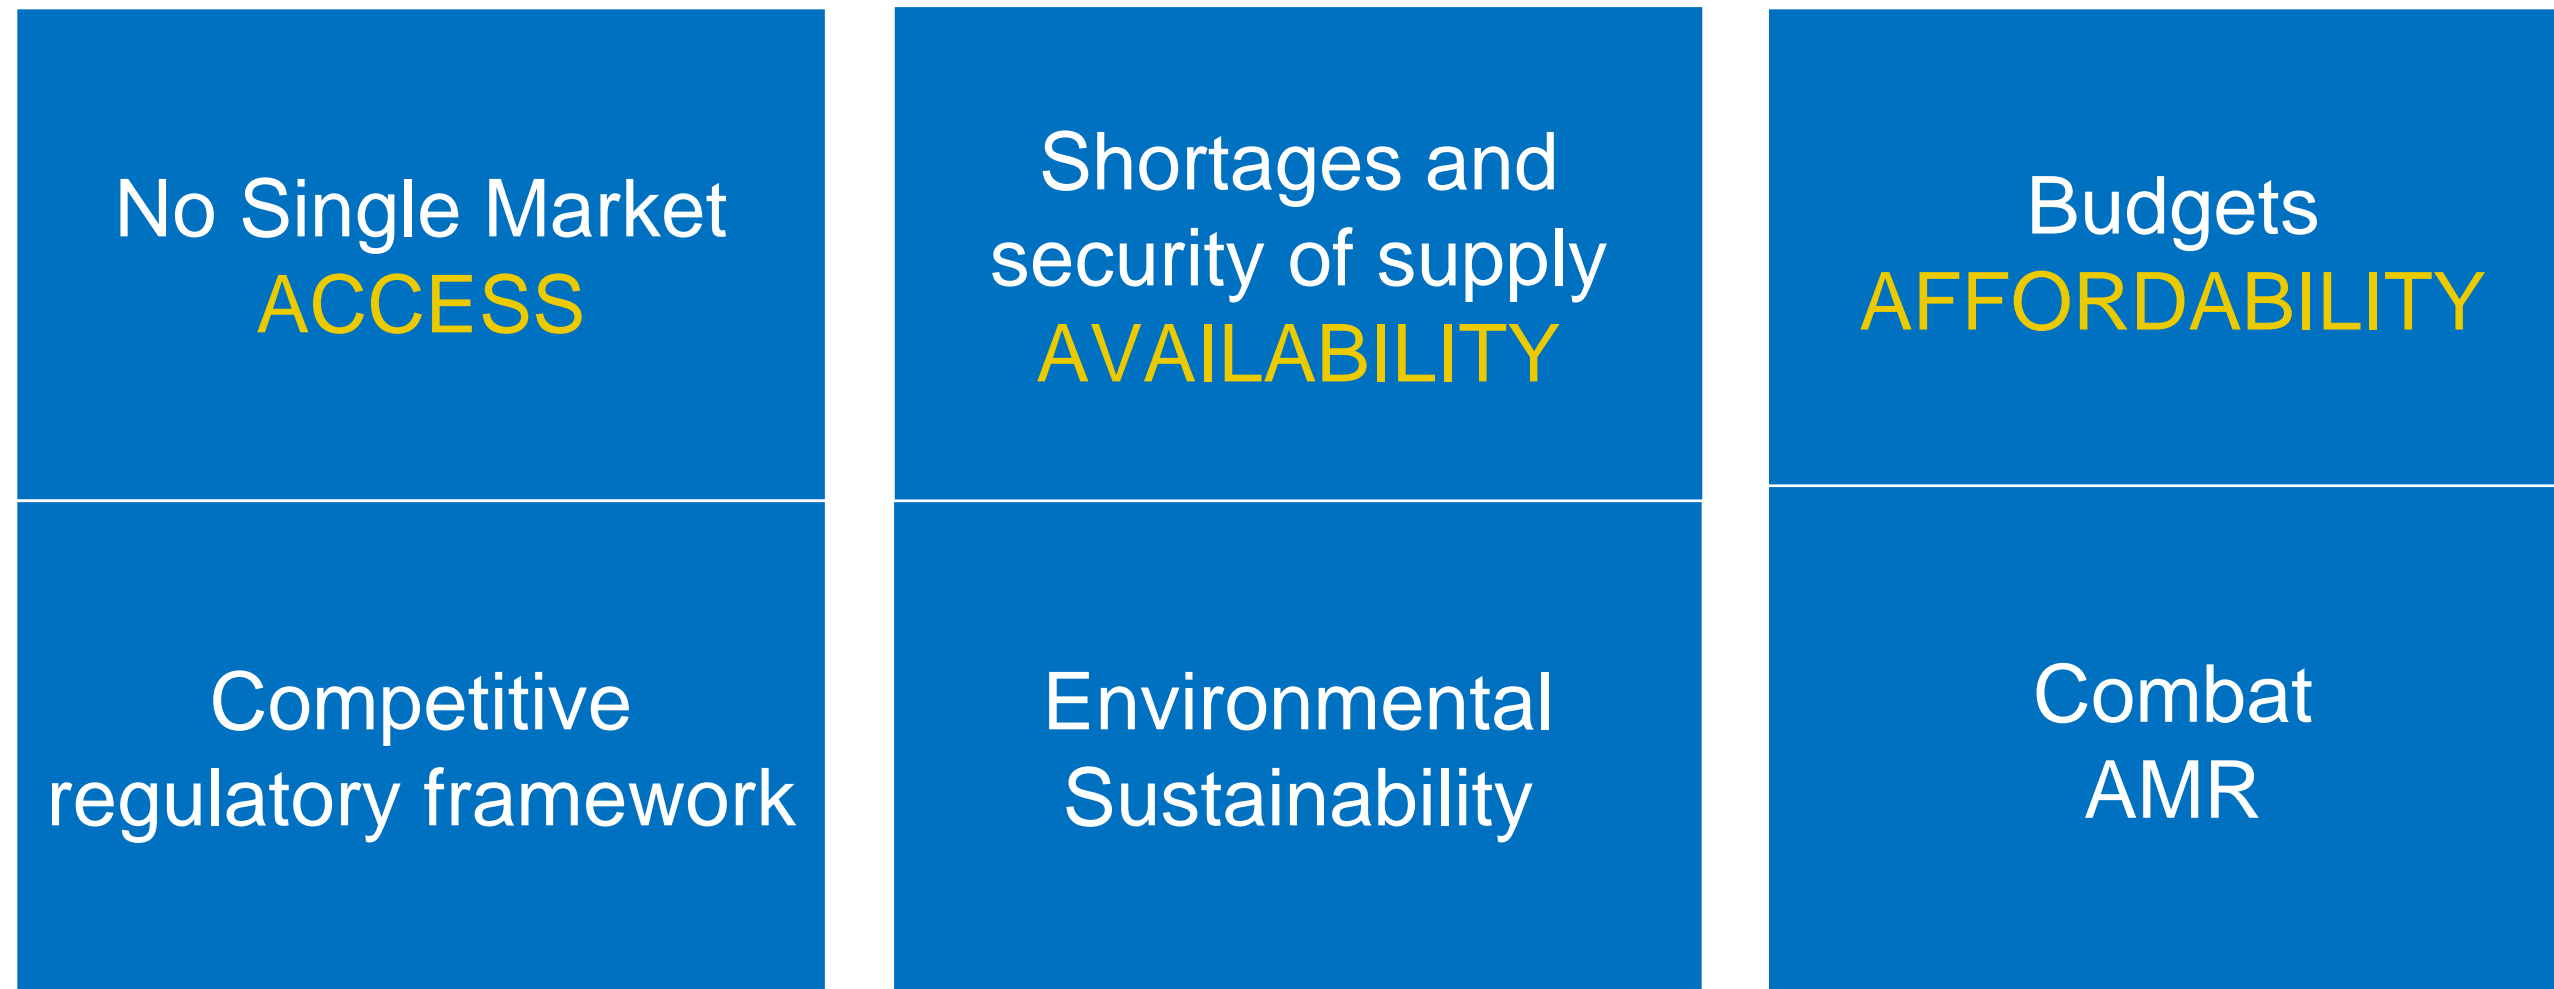 No Single Market
ACCESS
Shortages and
security of supply
AVAILABILITY
Budgets
AFFORDABILITY
Competitive
regulatory framework
Environmental
Sustainability
Combat
AMR